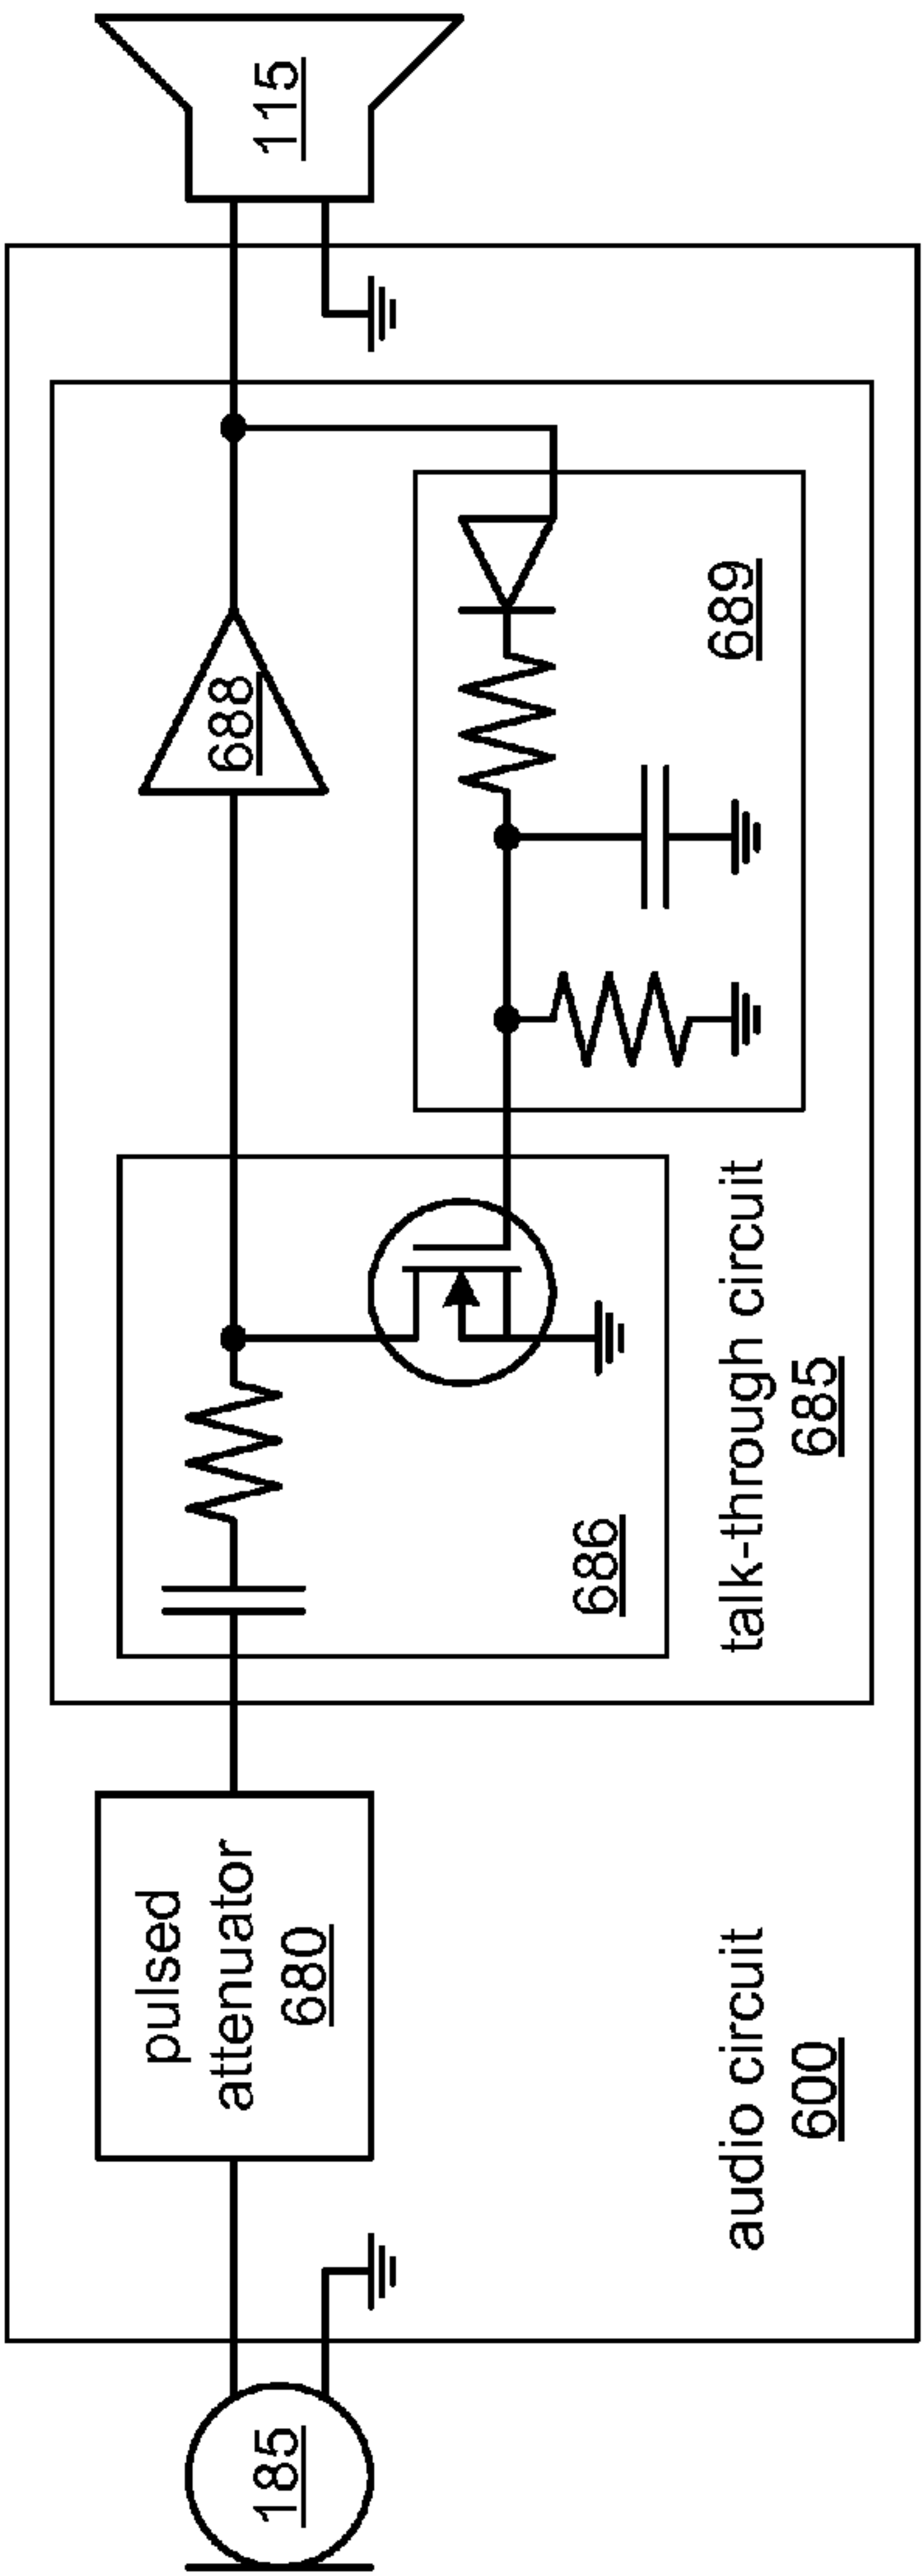 185
pulsed
attenuator
680
audio circuit
600
686
talk-through circuit
685
688
689
115